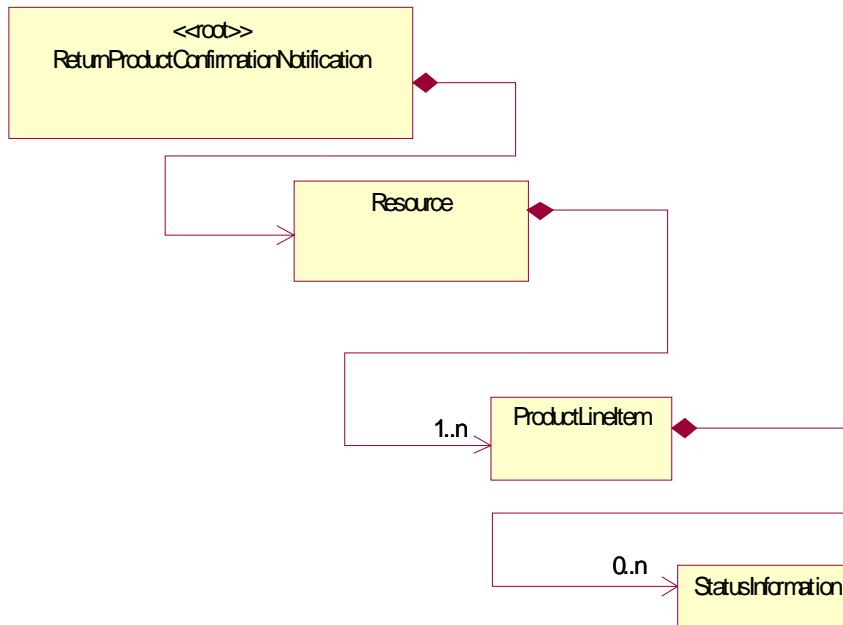 <<root>>
ReturnProductConfirmationNotification
Resource
1..n
ProductLineItem
0..n
StatusInformation